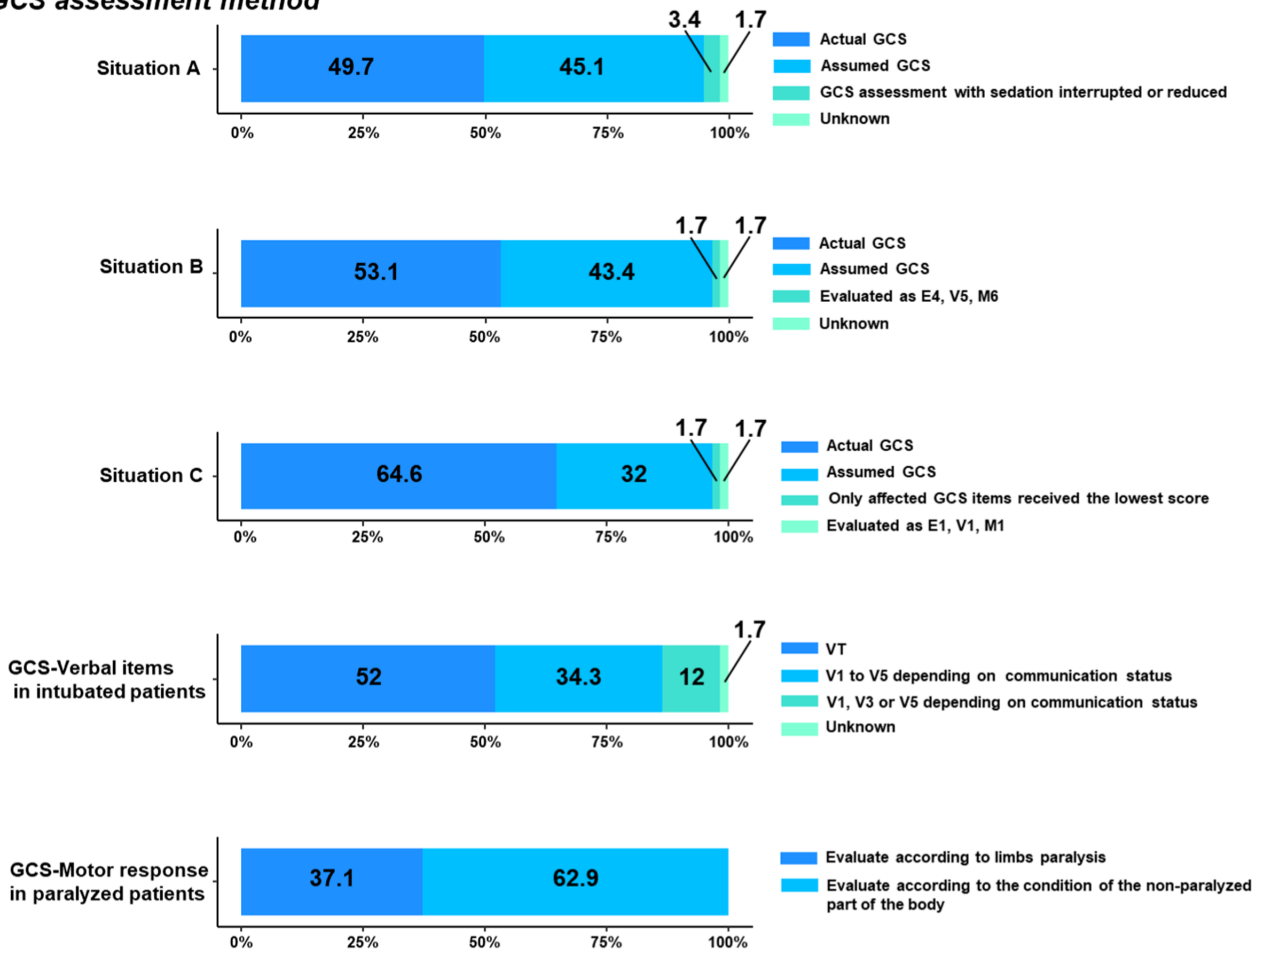 GCS assessment method
3.4 1.7
Situation A 49.7 45.1
0% 25% 50% 75% 100%
Actual GCS
Assumed GCS
GCS assessment with sedation interrupted or reduced
Unknown
1.7 1.7
Situation B 53.1 43.4
0% 25% 50% 75% 100%
Actual GCS
Assumed GCS
Evaluated as E4, V5, M6
Unknown
1.7 1.7
Situation C 64.6 32
0% 25% 50% 75% 100%
Actual GCS
Assumed GCS
Only affected GCS items received the lowest score
Evaluated as E1, V1, M1
1.7
GCS-Verbal items
in intubated patients
52 34.3 12
0% 25% 50% 75% 100%
VT
V1 to V5 depending on communication status
V1, V3 or V5 depending on communication status
Unknown
GCS-Motor response
in paralyzed patients
37.1 62.9
0% 25% 50% 75% 100%
Evaluate according to limbs paralysis
Evaluate according to the condition of the non-paralyzed
part of the body